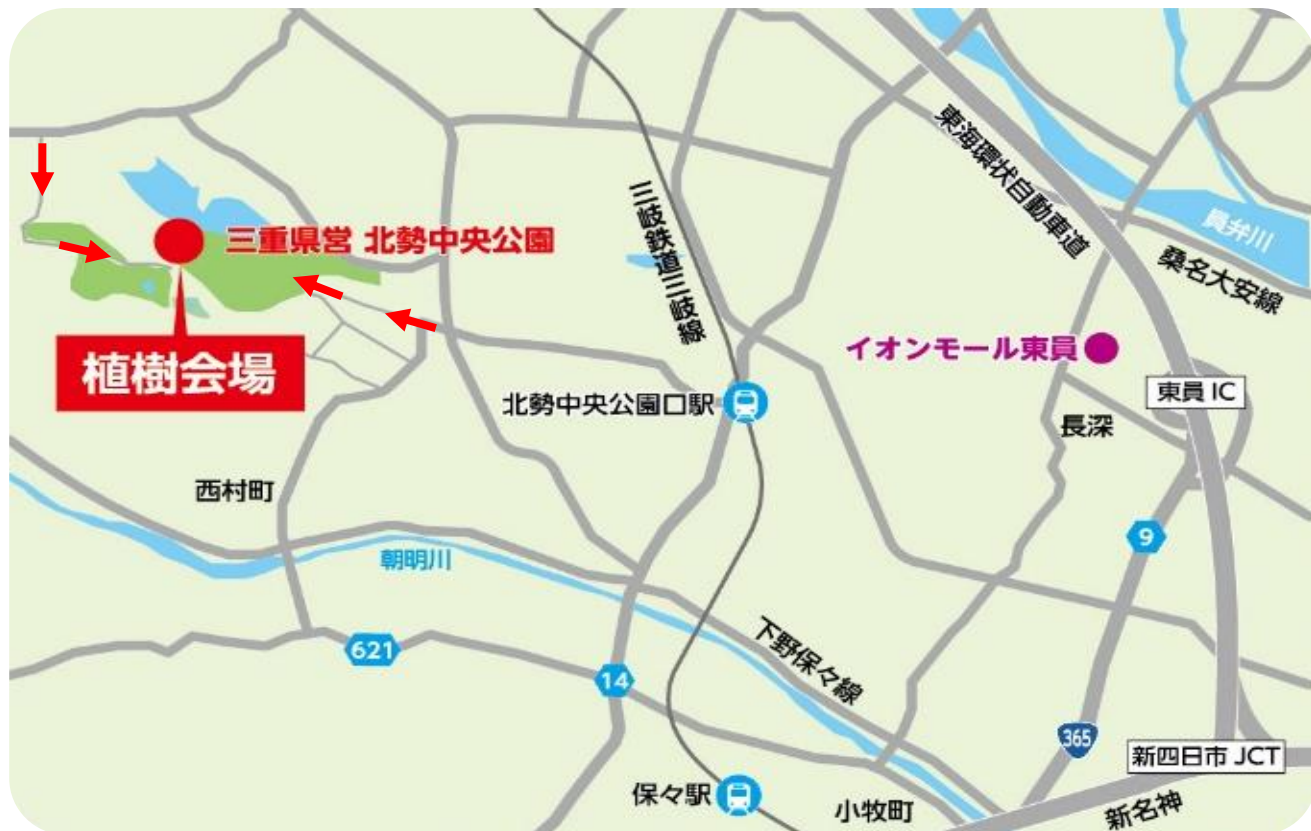 東海環状自動車道
員弁川
桑名大安線
三岐鉄道三岐線
三重県営 北勢中央公園
植樹会場
イオンモール東員
東員 IC
北勢中央公園口駅
長深
西村町
朝明川
9
621
14
下野保々線
365
新四日市 JCT
保々駅
小牧町
新名神